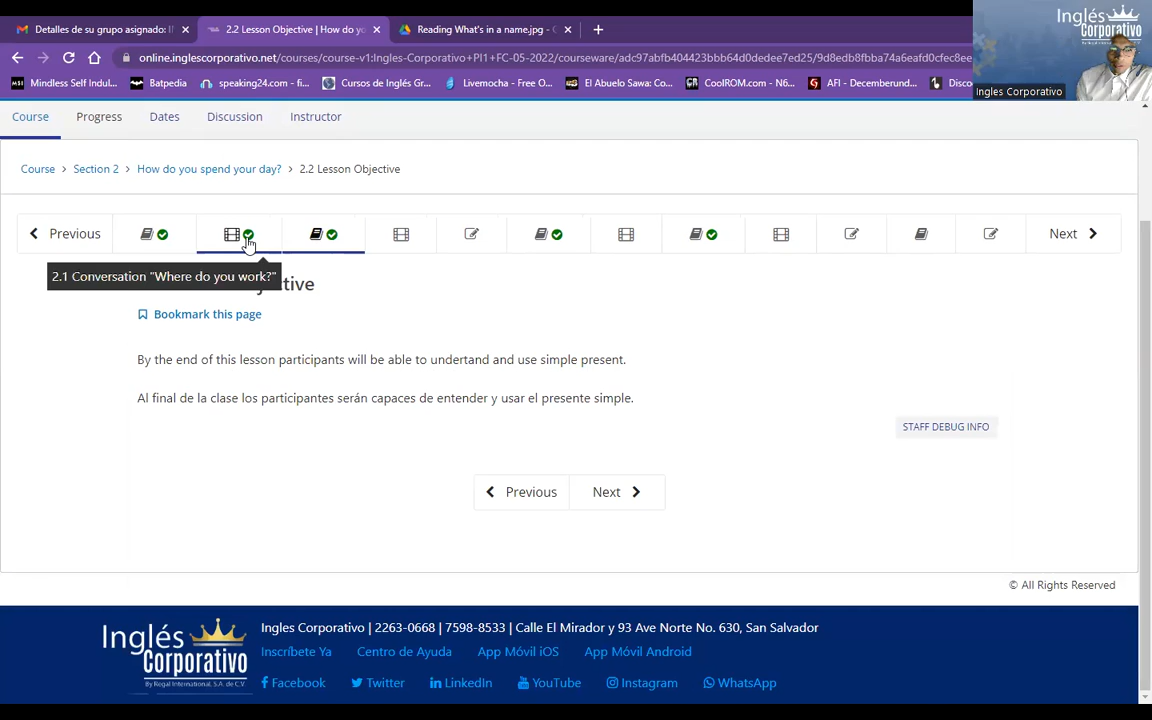 Detalles de su grupo asignado: I
2.2 Lesson Objective | How do yo
Reading What's in a name.jpg -
online.inglescorporativo.net/courses/course-v1:Ingles-Corporativo+PI1+FC-05-2022/courseware/adc97abfb404423bbb64d0dedee7ed25/9d8edb8fbba74a6eafd0cfec8ee
Mindless Self Indul...
Batpedia
speaking24.com - fi...
Cursos de Inglés Gr...
Livemocha - Free O...
El Abuelo Sawa: Co...
CoolROM.com - N6...
AFI - Decemberund...
Disco
Inglés
Corporativo
Ingles Corporativo
Course
Progress
Dates
Discussion
Instructor
Course > Section 2 > How do you spend your day? > 2.2 Lesson Objective
Previous
Next
2.1 Conversation "Where do you work?"
ctive
Bookmark this page
By the end of this lesson participants will be able to undertand and use simple present.
Al final de la clase los participantes serán capaces de entender y usar el presente simple.
STAFF DEBUG INFO
Previous
Next
© All Rights Reserved
Inglés
Corporativo
By Regal International, S.A. de C.V.
Ingles Corporativo | 2263-0668 | 7598-8533 | Calle El Mirador y 93 Ave Norte No. 630, San Salvador
Inscríbete Ya
Centro de Ayuda
App Móvil iOS
App Móvil Android
Facebook
Twitter
LinkedIn
YouTube
Instagram
WhatsApp